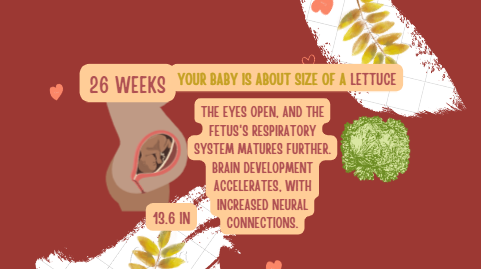 26 WEEKS
YOUR BABY IS ABOUT SIZE OF A LETTUCE
THE EYES OPEN, AND THE
FETUS'S RESPIRATORY
SYSTEM MATURES FURTHER.
BRAIN DEVELOPMENT
ACCELERATES, WITH
INCREASED NEURAL
CONNECTIONS.
13.6 IN